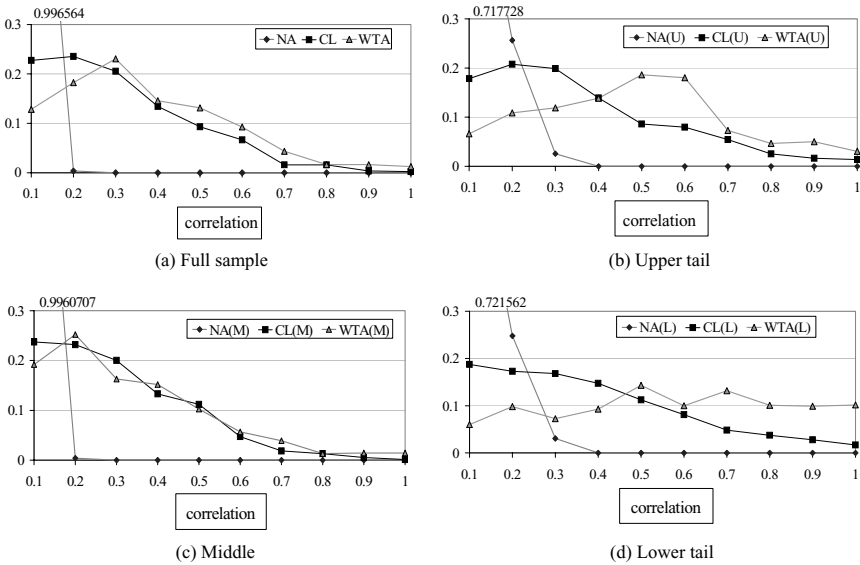 0.996564
0.3
NA CL WTA
0.2
0.1
0
0.1 0.2 0.3 0.4 0.5 0.6 0.7 0.8 0.9 1
correlation
(a) Full sample
0.717728
0.3
NA(U) CL(U) WTA(U)
0.2
0.1
0
0.1 0.2 0.3 0.4 0.5 0.6 0.7 0.8 0.9 1
correlation
(b) Upper tail
0.9960707
0.3
NA(M) CL(M) WTA(M)
0.2
0.1
0
0.1 0.2 0.3 0.4 0.5 0.6 0.7 0.8 0.9 1
correlation
(c) Middle
0.721562
0.3
NA(L) CL(L) WTA(L)
0.2
0.1
0
0.1 0.2 0.3 0.4 0.5 0.6 0.7 0.8 0.9 1
correlation
(d) Lower tail